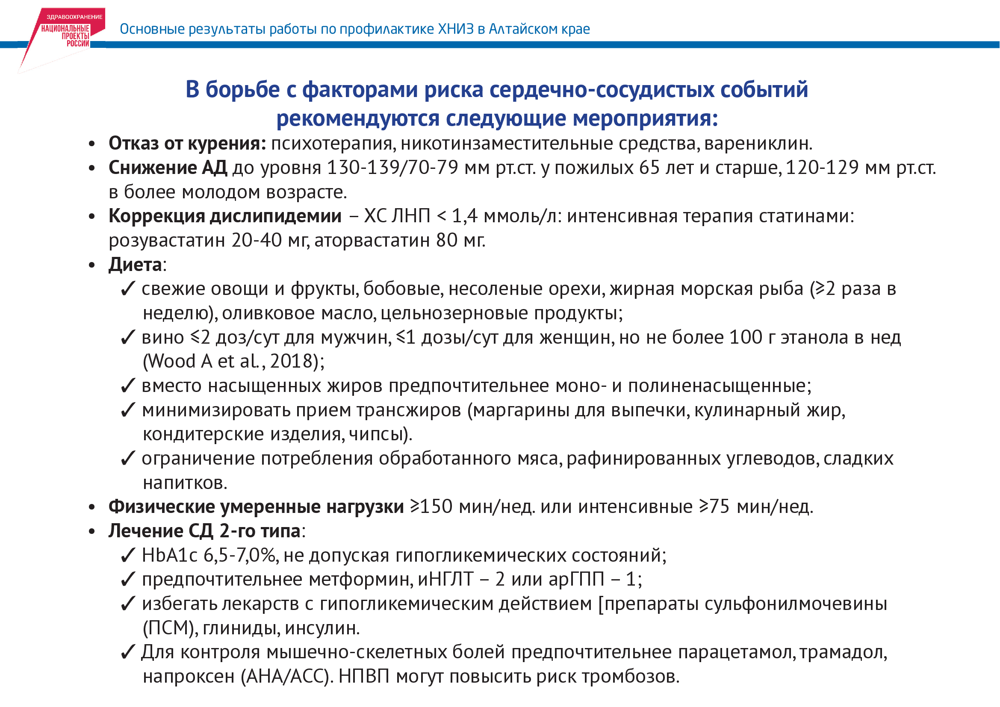 ЗДРАВООХРАНЕНИЕ
НАЦИОНАЛЬНЫЕ
ПРОЕКТЫ
РОССИИ
Основные результаты работы по профилактике ХНИЗ в Алтайском крае
В борьбе с факторами риска сердечно-сосудистых событий
рекомендуются следующие мероприятия:
• Отказ от курения: психотерапия, никотинзаместительные средства, варениклин.
• Снижение АД до уровня 130-139/70-79 мм рт.ст. у пожилых 65 лет и старше, 120-129 мм рт.ст.
в более молодом возрасте.
• Коррекция дислипидемии – ХС ЛНП < 1,4 ммоль/л: интенсивная терапия статинами:
розувастатин 20-40 мг, аторвастатин 80 мг.
• Диета:
✓ свежие овощи и фрукты, бобовые, несоленые орехи, жирная морская рыба (⩾2 раза в
неделю), оливковое масло, цельнозерновые продукты;
✓ вино ⩽2 доз/сут для мужчин, ⩽1 дозы/сут для женщин, но не более 100 г этанола в нед
(Wood A et al., 2018);
✓ вместо насыщенных жиров предпочтительнее моно- и полиненасыщенные;
✓ минимизировать прием трансжиров (маргарины для выпечки, кулинарный жир,
кондитерские изделия, чипсы).
✓ ограничение потребления обработанного мяса, рафинированных углеводов, сладких
напитков.
• Физические умеренные нагрузки ⩾150 мин/нед. или интенсивные ⩾75 мин/нед.
• Лечение СД 2-го типа:
✓ HbA1c 6,5-7,0%, не допуская гипогликемических состояний;
✓ предпочтительнее метформин, иНГЛТ – 2 или арГПП – 1;
✓ избегать лекарств с гипогликемическим действием [препараты сульфонилмочевины
(ПСМ), глиниды, инсулин.
✓ Для контроля мышечно-скелетных болей предпочтительнее парацетамол, трамадол,
напроксен (AHA/ACC). НПВП могут повысить риск тромбозов.